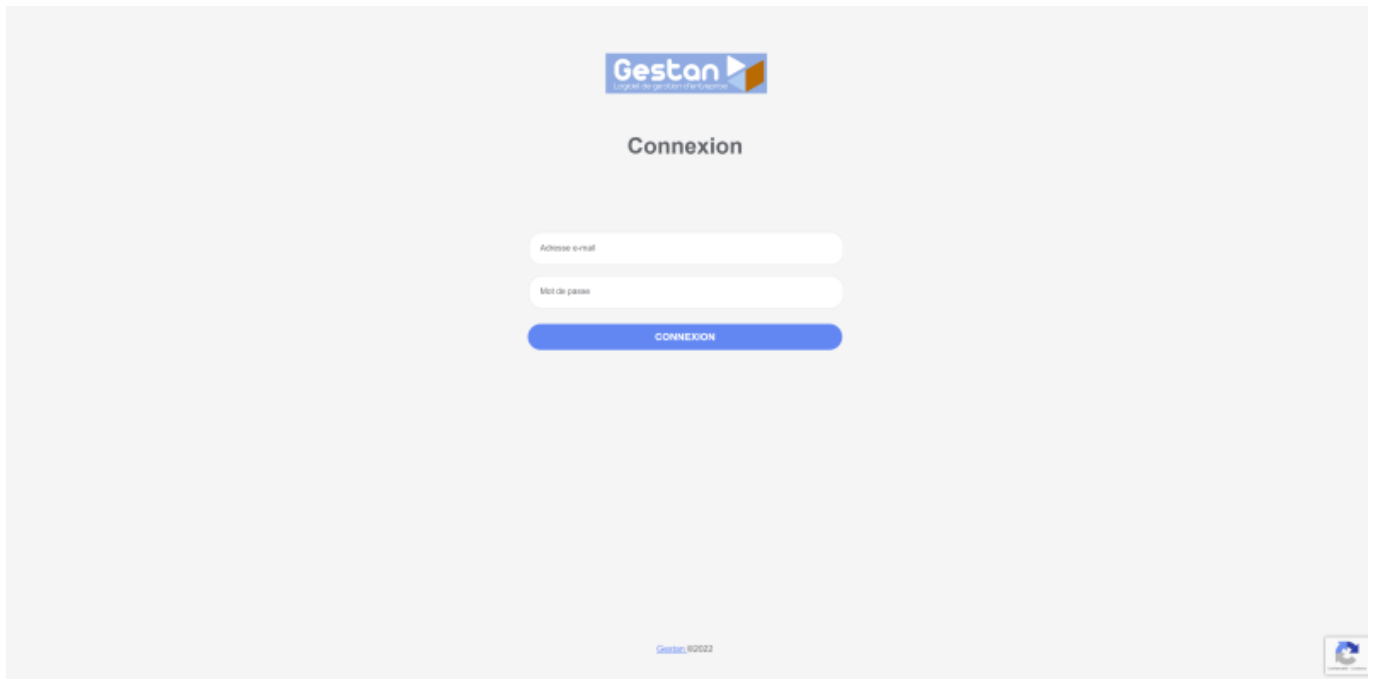 Gestan
Logiciel de gestion d'entreprise
Connexion
Adresse e-mail
Mot de passe
CONNEXION
Gestan ©2022